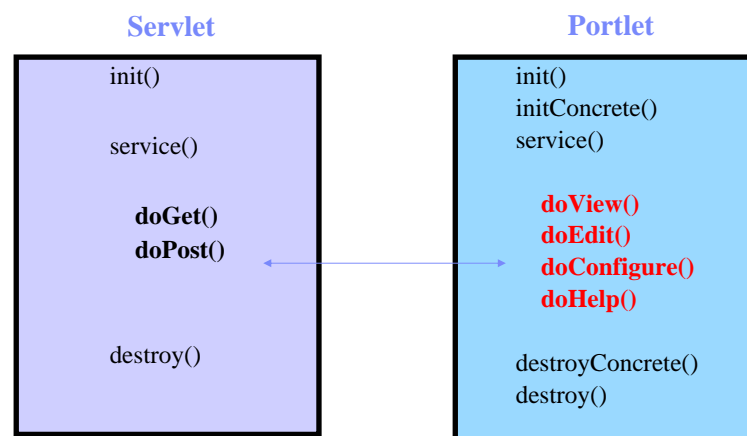 Servlet
init()
service()
doGet()
doPost()
destroy()
Portlet
init()
initConcrete()
service()
doView()
doEdit()
doConfigure()
doHelp()
destroyConcrete()
destroy()